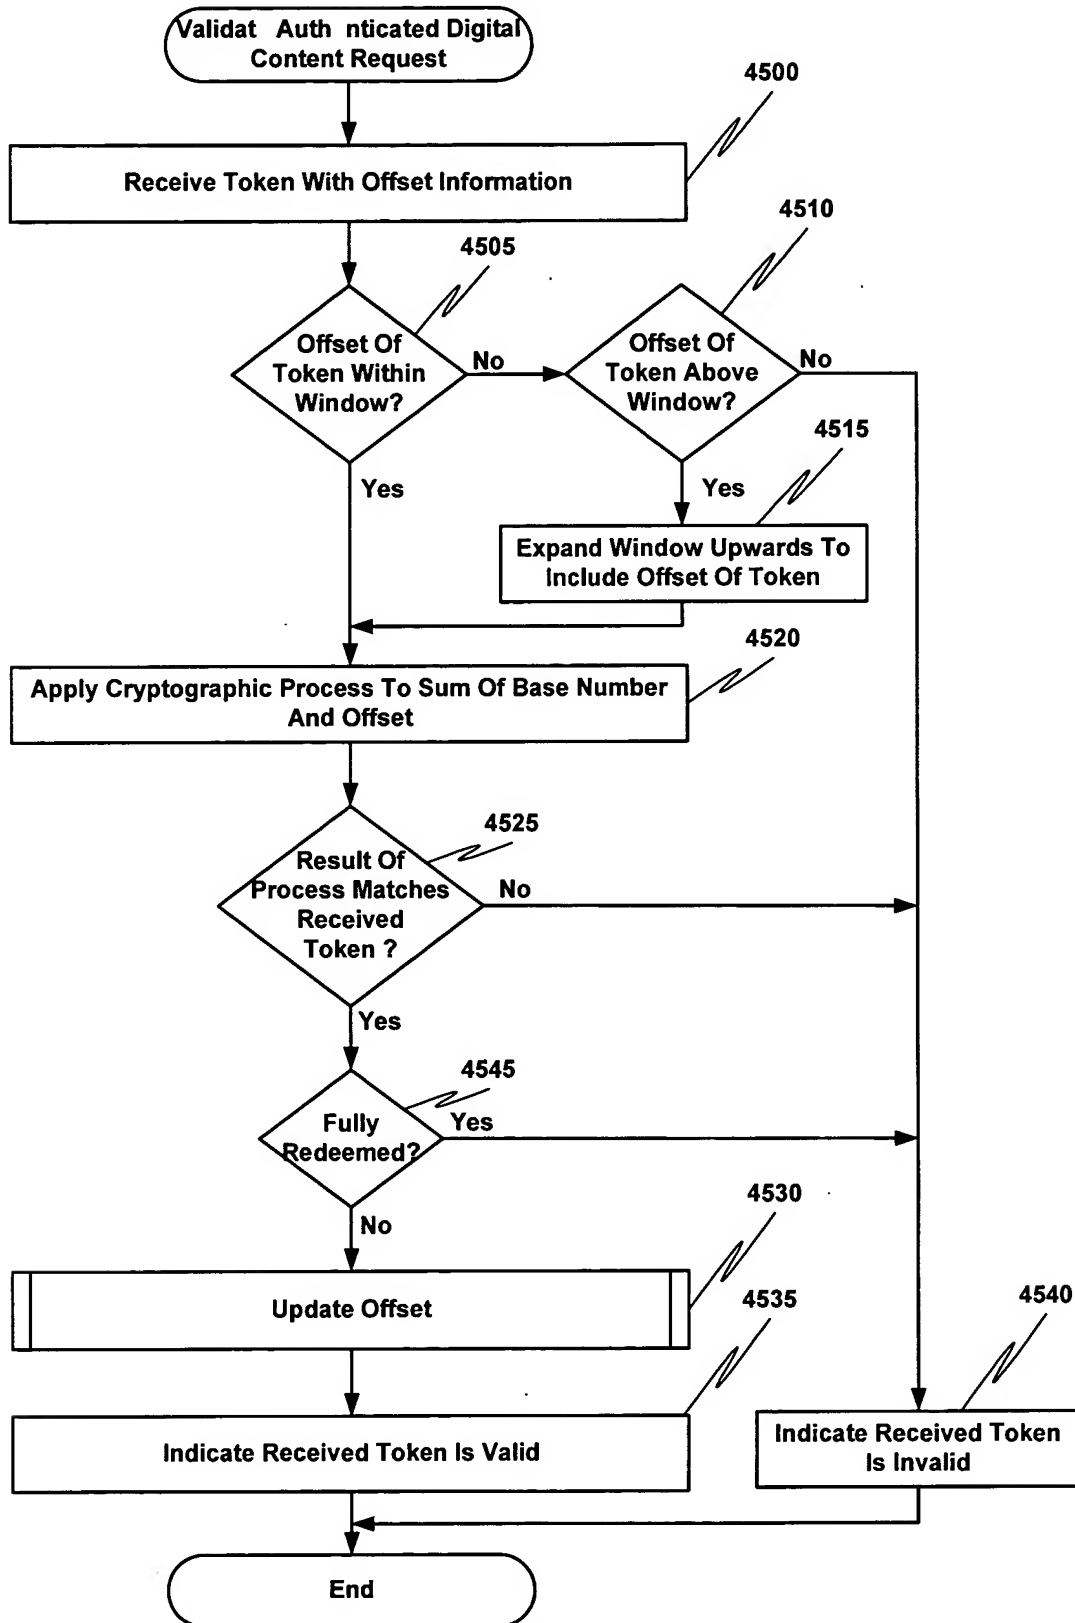 Validat Auth nticated Digital
Content Request
4500
Receive Token With Offset Information
4510
4505
Offset Of
Token Within
Window?
No
Offset Of
Token Above
Window?
No
4515
Yes
Yes
Expand Window Upwards To
Include Offset Of Token
4520
Apply Cryptographic Process To Sum Of Base Number
And Offset
4525
Result Of
Process Matches
Received
Token ?
No
Yes
4545
Fully
Redeemed?
Yes
No
4530
Update Offset
4535
4540
Indicate Received Token Is Valid
Indicate Received Token
Is Invalid
End